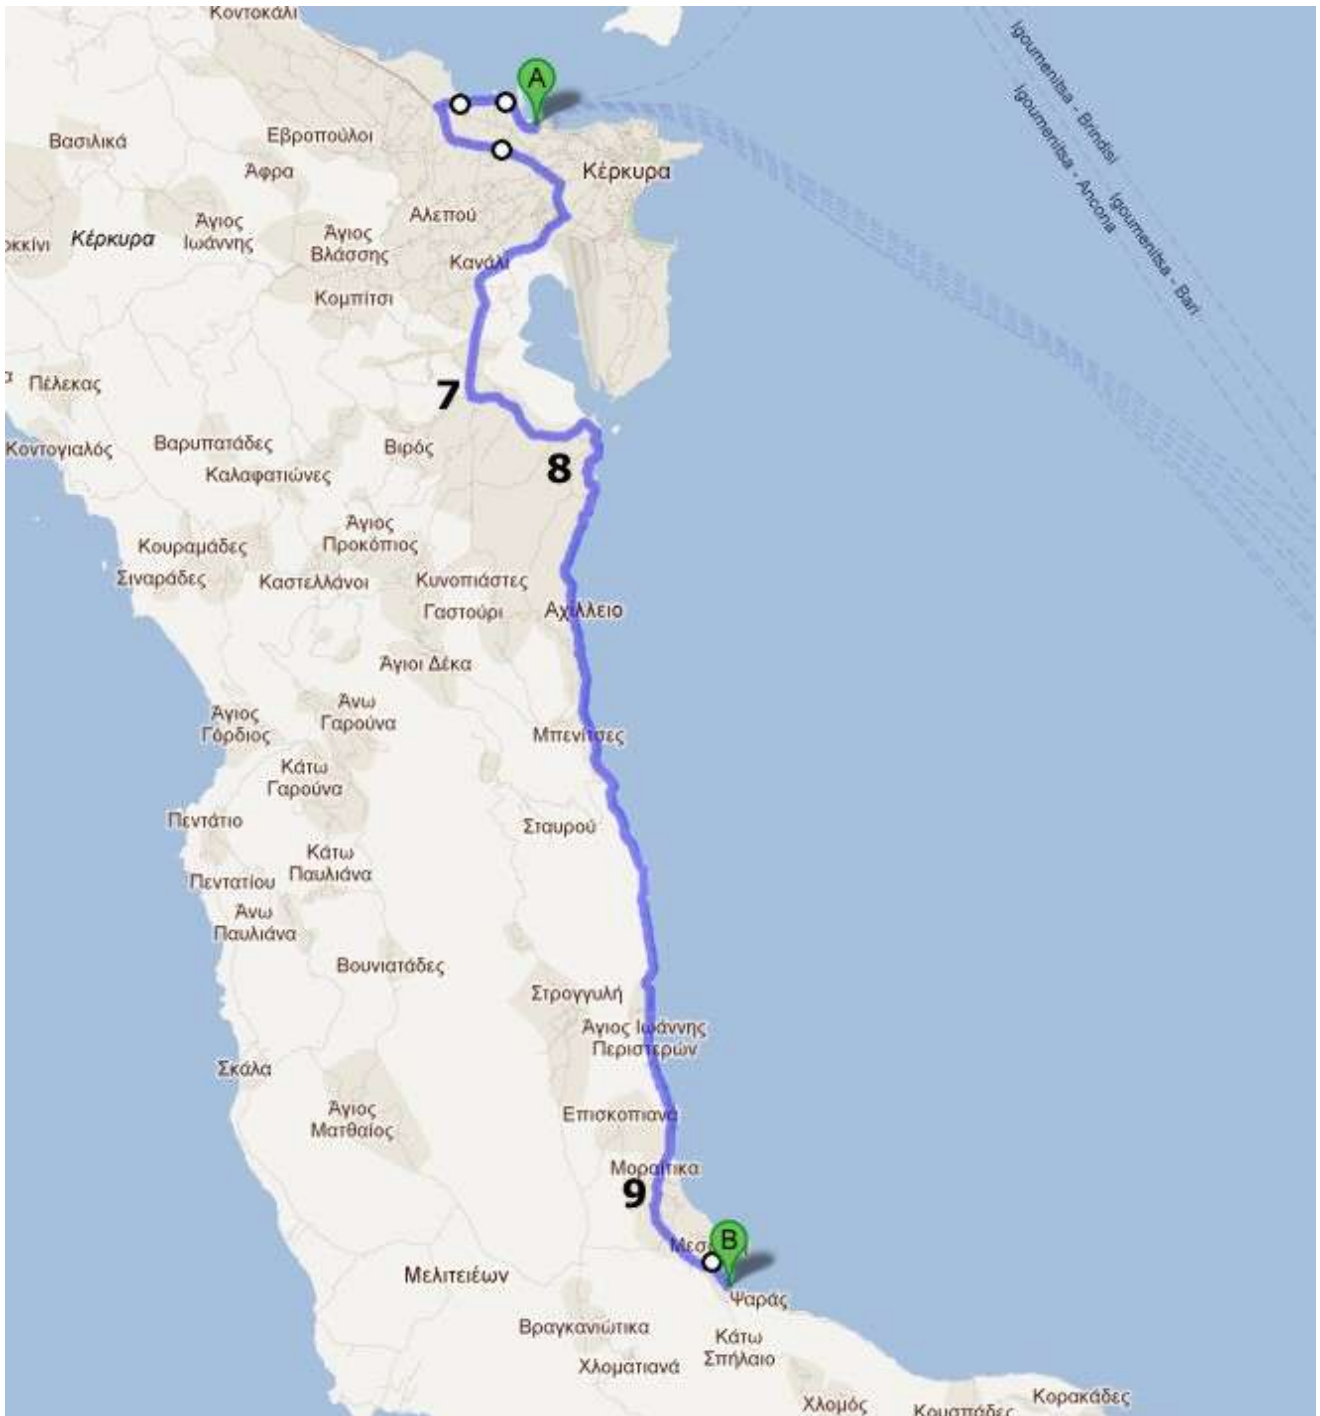 Κοντοκάλι
A
Igoumenitsa - Brindisi
Igoumenitsa - Ancona
Igoumenitsa - Bari
Βασιλικά
Εβροπούλοι
Άφρα
Κέρκυρα
Άγιος
Ιωάννης
Αλεπού
Κέρκυρα
Άγιος
Βλάσσης
Κανάλι
Κομπίτσι
7
Πέλεκας
Κοντογιαλός
Βαρυπατάδες
Βιρός
Καλαφατιώνες
8
Άγιος
Προκόπιος
Κουραμάδες
Σιναράδες
Καστελλάνοι
Κυνοπιάστες
Γαστούρι
Αχίλλειο
Άγιοι Δέκα
Άνω
Γαρούνα
Άγιος
Γόρδιος
Μπενίτσες
Κάτω
Γαρούνα
Πεντάτιο
Σταυρού
Κάτω
Παυλιάνα
Πεντατίου
Άνω
Παυλιάνα
Βουνιατάδες
Στρογγυλή
Άγιος Ιωάννης
Περιστερών
Σκάλα
Άγιος
Ματθαίος
Επισκοπιανά
Μοραΐτικα
9
B
Μελιτειέων
Ψαράς
Βραγκανιώτικα
Κάτω
Σπήλαιο
Χλοματιανά
Χλομός
Κουσπάδες
Κορακάδες